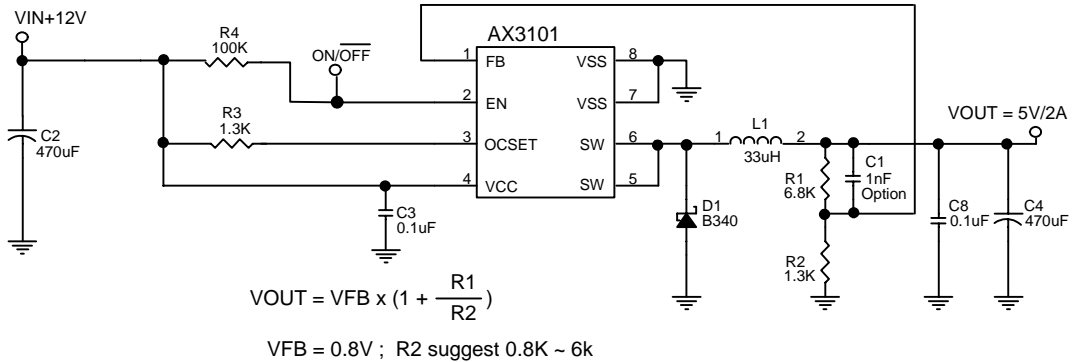 VIN+12V
R4
100K
ON/OFF
AX3101
1
FB
VSS
8
2
EN
VSS
7
R3
1.3K
3
OCSET
SW
6
4
VCC
SW
5
C2
470uF
C3
0.1uF
1
L1
2
33uH
D1
B340
R1
6.8K
C1
1nF
Option
R2
1.3K
C8
0.1uF
C4
470uF
VOUT = 5V/2A
VOUT = VFB x (1 + R1/R2)
VFB = 0.8V ; R2 suggest 0.8K ~ 6k